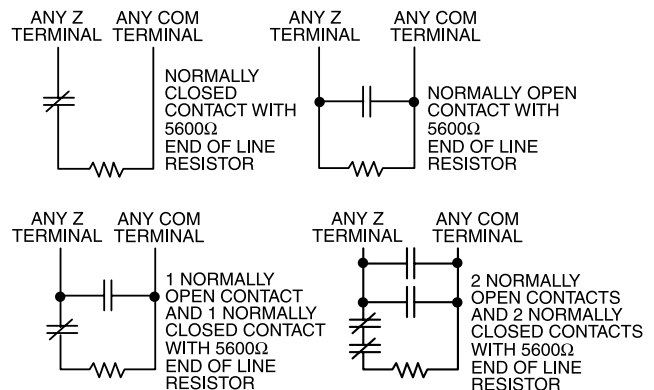 ANY Z
TERMINAL
ANY COM
TERMINAL
NORMALLY
CLOSED
CONTACT WITH
5600Ω
END OF LINE
RESISTOR
ANY Z
TERMINAL
ANY COM
TERMINAL
NORMALLY OPEN
CONTACT WITH
5600Ω
END OF LINE
RESISTOR
ANY Z
TERMINAL
ANY COM
TERMINAL
1 NORMALLY
OPEN CONTACT
AND 1 NORMALLY
CLOSED CONTACT
WITH 5600Ω
END OF LINE
RESISTOR
ANY Z
TERMINAL
ANY COM
TERMINAL
2 NORMALLY
OPEN CONTACTS
AND 2 NORMALLY
CLOSED CONTACTS
WITH 5600Ω
END OF LINE
RESISTOR